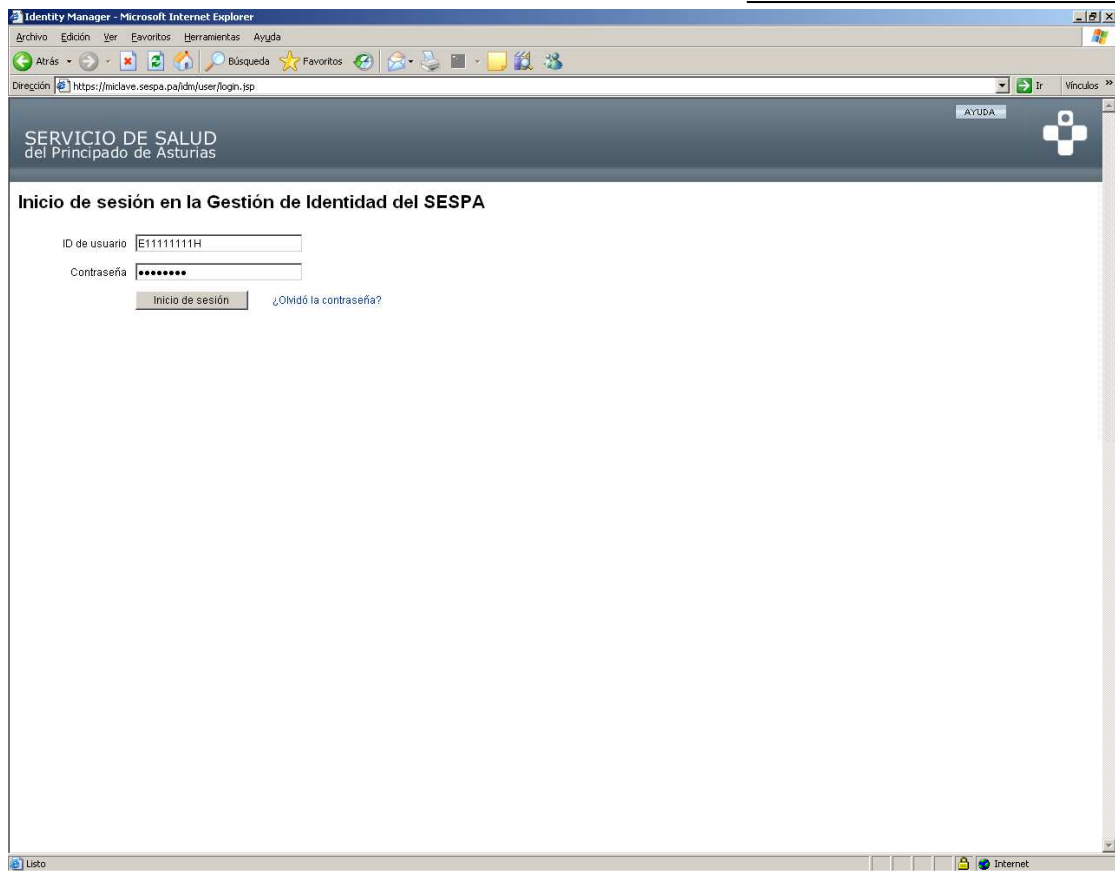 Identity Manager - Microsoft Internet Explorer
Archivo Edición Ver Favoritos Herramientas Ayuda
Atrás Búsqueda Favoritos
Dirección https://miclave.sespa.pa/idm/user/login.jsp Ir Vínculos »
AYUDA
SERVICIO DE SALUD
del Principado de Asturias
Inicio de sesión en la Gestión de Identidad del SESPA
ID de usuario E11111111H
Contraseña ••••••••
Inicio de sesión ¿Olvidó la contraseña?
Listo Internet